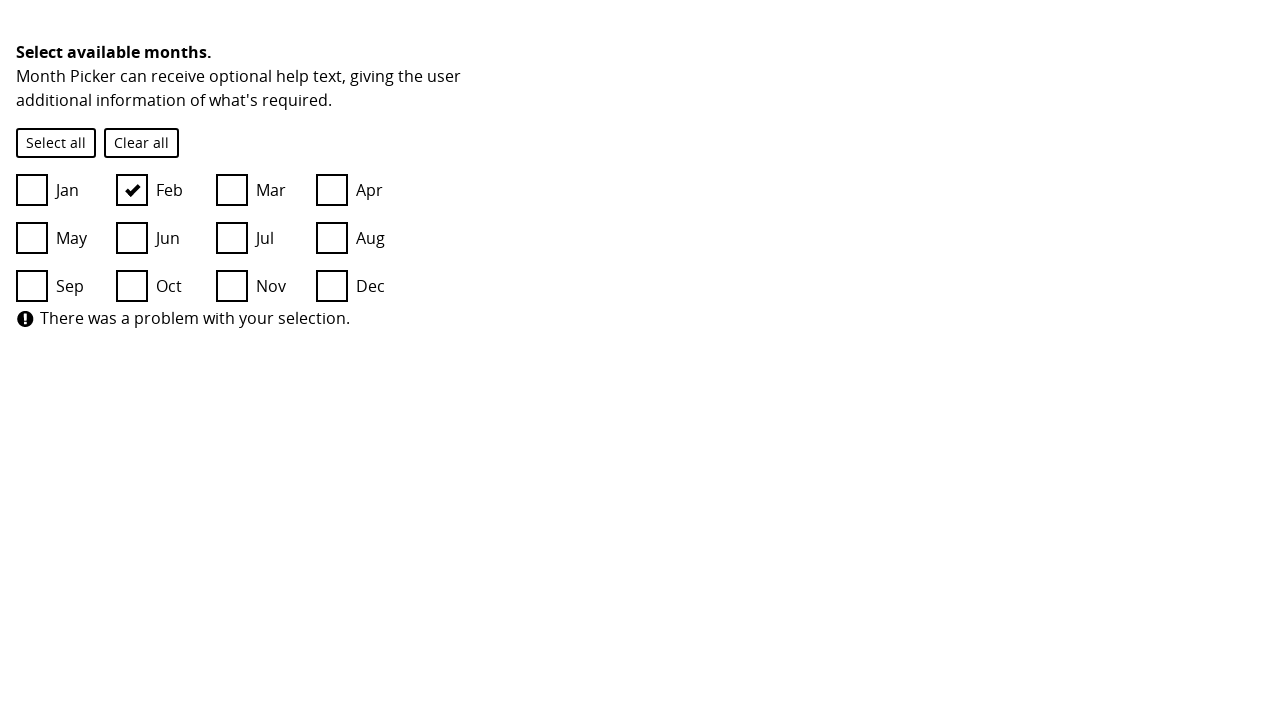 Select available months.
Month Picker can receive optional help text, giving the user
additional information of what's required.
Select all Clear all
Jan Feb Mar Apr
May Jun Jul Aug
Sep Oct Nov Dec
There was a problem with your selection.